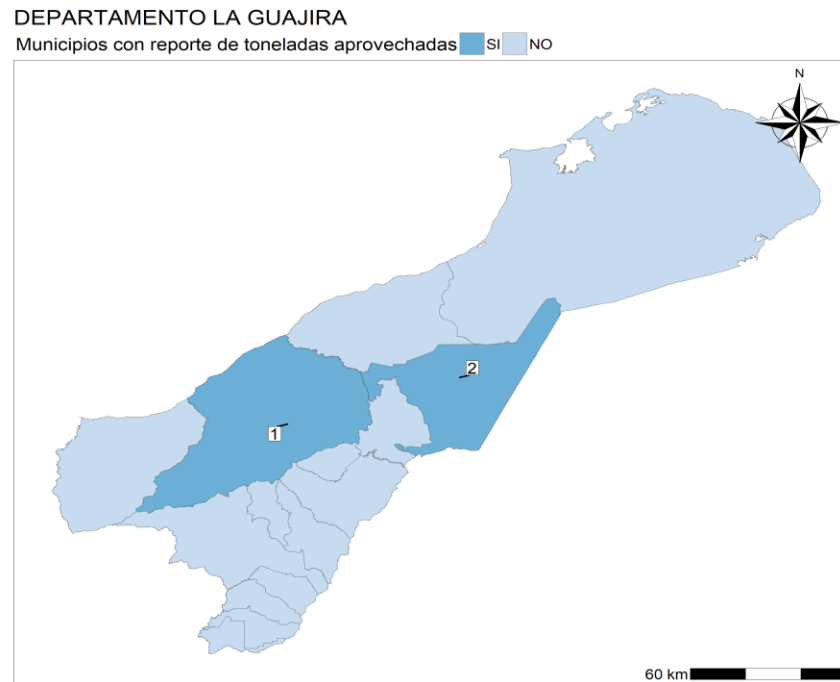 DEPARTAMENTO LA GUAJIRA
Municipios con reporte de toneladas aprovechadas SI NO
N
2
1
60 km